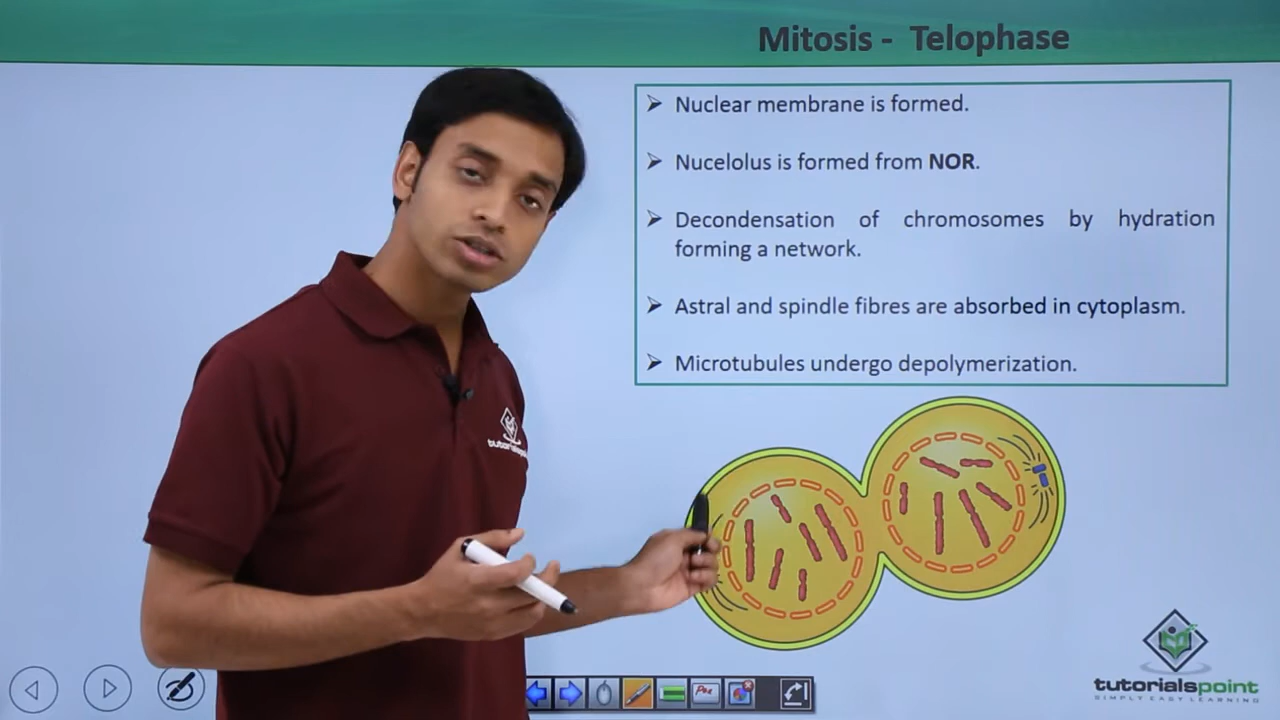 Mitosis - Telophase
➢ Nuclear membrane is formed.
➢ Nucelolus is formed from NOR.
➢ Decondensation of chromosomes by hydration
forming a network.
➢ Astral and spindle fibres are absorbed in cytoplasm.
➢ Microtubules undergo depolymerization.
tutorialspoint
SIMPLY EASY LEARNING